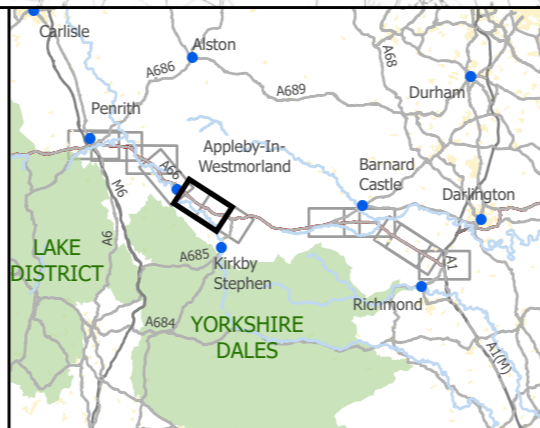 Carlisle
Alston
A68
A686
A689
Durham
Penrith
Appleby-In-
Westmorland
A66
Barnard
Castle
Darlington
M6
A6
LAKE
DISTRICT
A685
Kirkby
Stephen
A1
Richmond
A684
YORKSHIRE
DALES
A1(M)